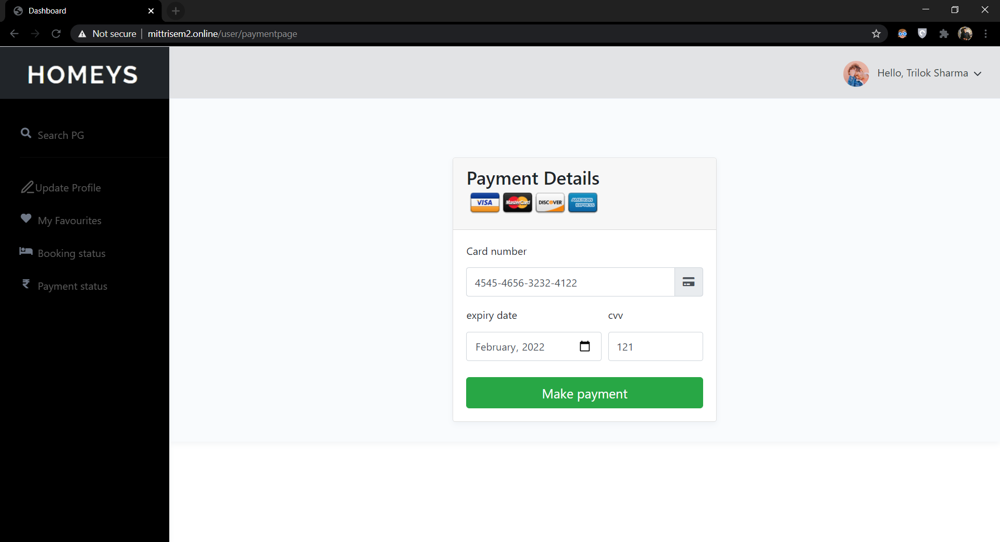 Dashboard
Not secure
mittrisem2.online/user/paymentpage
HOMEYS
Hello, Trilok Sharma
Search PG
Update Profile
My Favourites
Booking status
Payment status
Payment Details
VISA MasterCard DISCOVER AMERICAN EXPRESS
Card number
4545-4656-3232-4122
expiry date cvv
February, 2022 121
Make payment